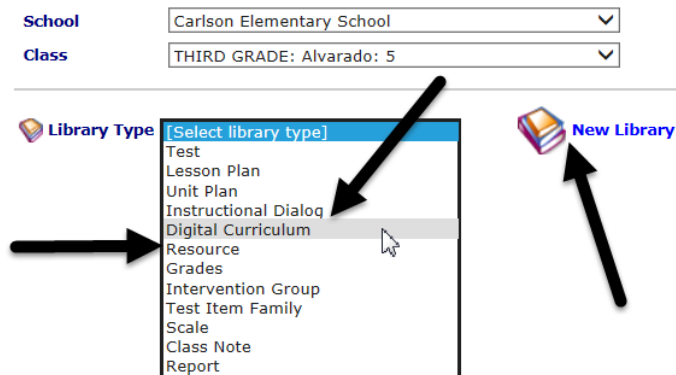 School Carlson Elementary School
Class THIRD GRADE: Alvarado: 5
Library Type [Select library type] New Library
Test
Lesson Plan
Unit Plan
Instructional Dialog
Digital Curriculum
Resource
Grades
Intervention Group
Test Item Family
Scale
Class Note
Report